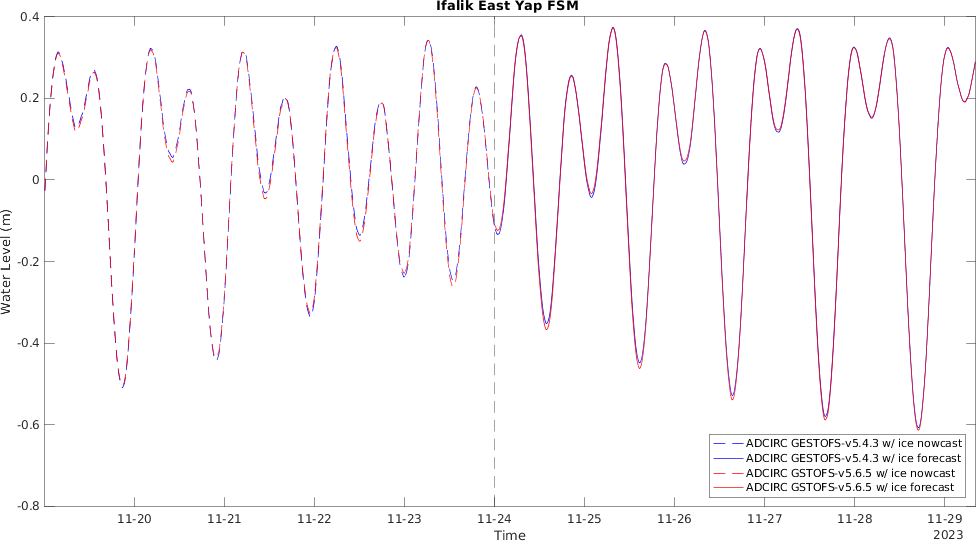 Ifalik East Yap FSM
0.4
0.2
0
-0.2
-0.4
-0.6
-0.8
Water Level (m)
ADCIRC GESTOFS-v5.4.3 w/ ice nowcast
ADCIRC GESTOFS-v5.4.3 w/ ice forecast
ADCIRC GSTOFS-v5.6.5 w/ ice nowcast
ADCIRC GSTOFS-v5.6.5 w/ ice forecast
11-20 11-21 11-22 11-23 11-24 11-25 11-26 11-27 11-28 11-29
2023
Time